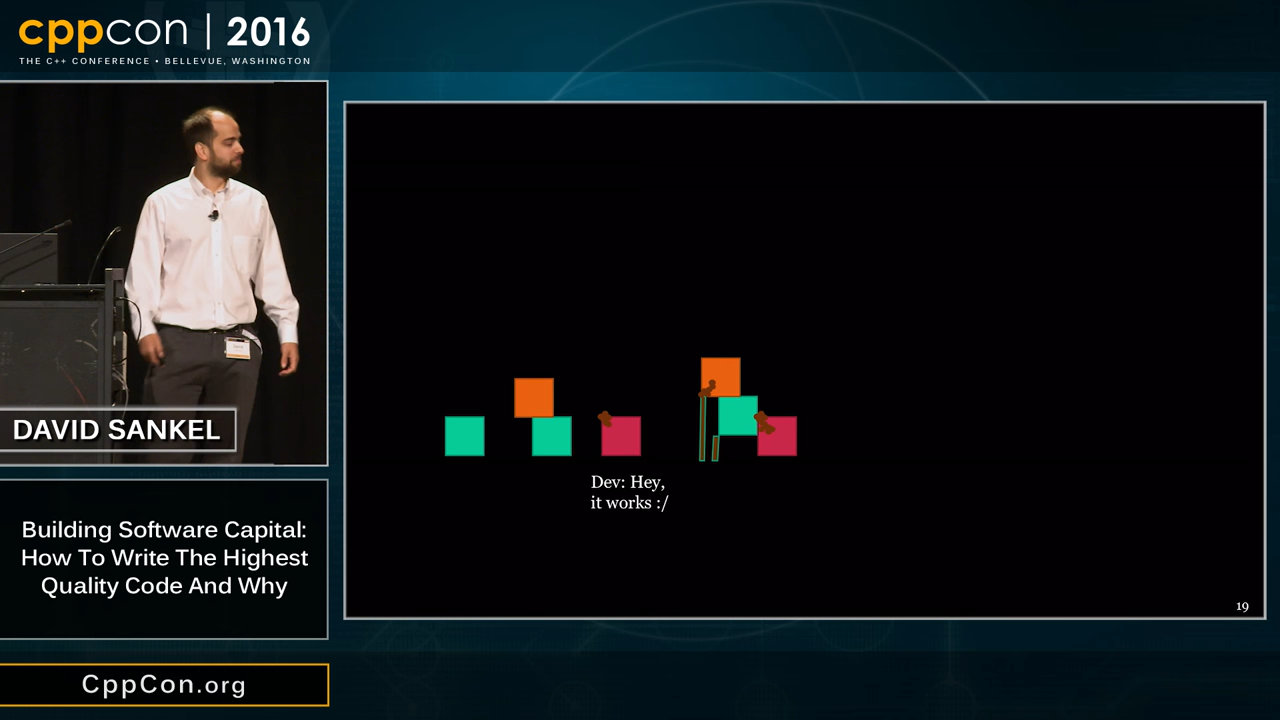 cppcon | 2016
THE C++ CONFERENCE • BELLEVUE, WASHINGTON
DAVID SANKEL
Building Software Capital:
How To Write The Highest
Quality Code And Why
CppCon.org
Dev: Hey,
it works :/
19